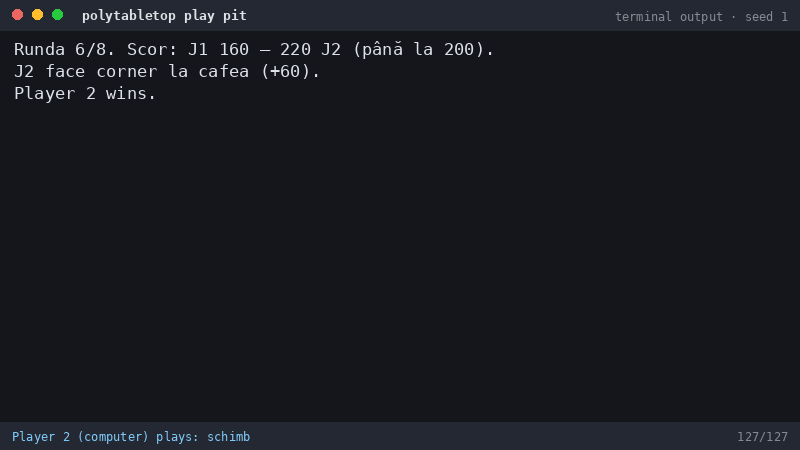 polytabletop play pit
terminal output · seed 1
Runda 6/8. Scor: J1 160 — 220 J2 (până la 200).
J2 face corner la cafea (+60).
Player 2 wins.
Player 2 (computer) plays: schimb
127/127